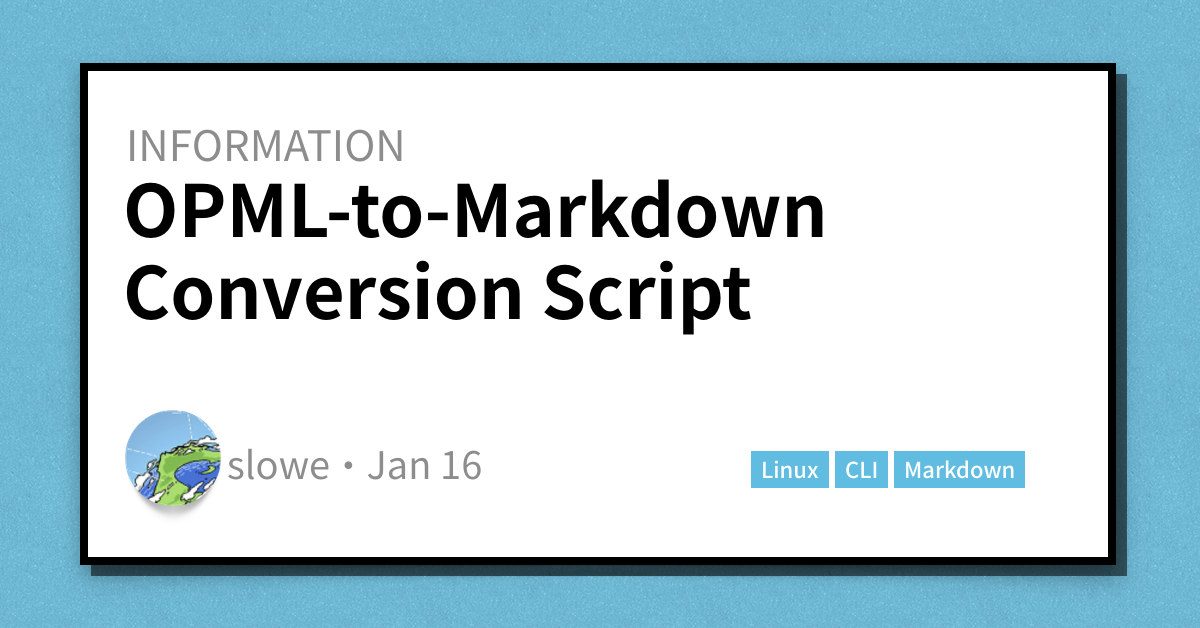 INFORMATION
OPML-to-Markdown
Conversion Script
slowe • Jan 16
Linux CLI Markdown